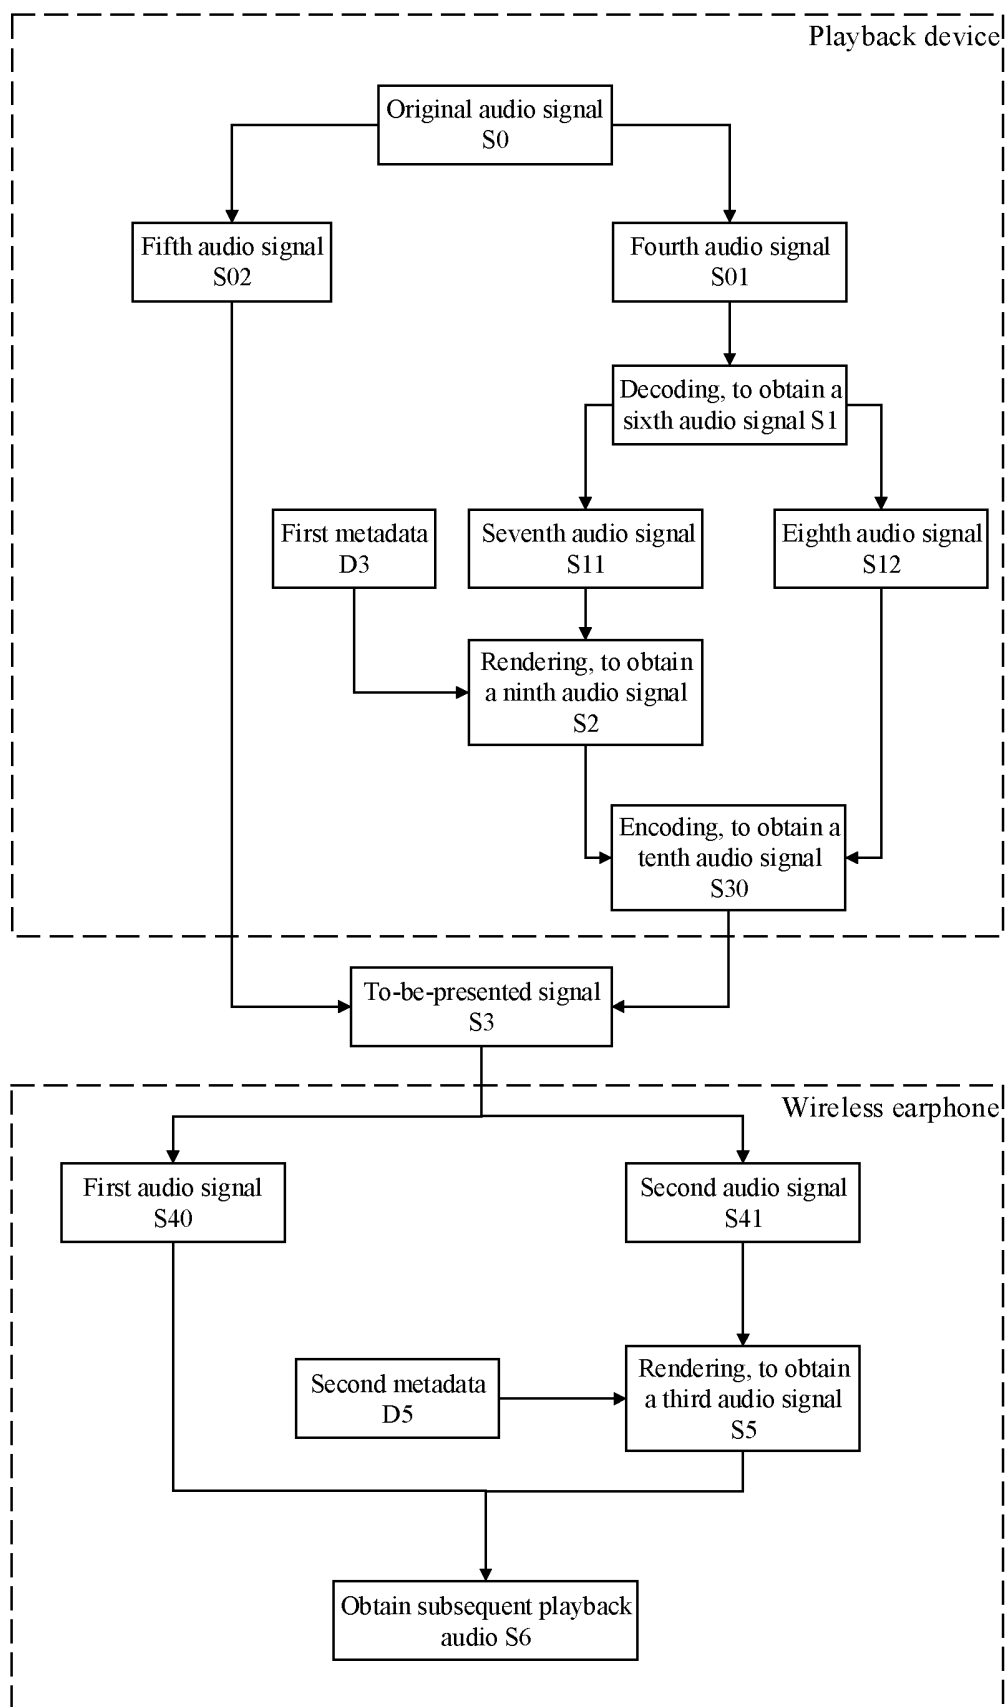 Playback device
Original audio signal
S0
Fifth audio signal
S02
Fourth audio signal
S01
Decoding, to obtain a
sixth audio signal S1
First metadata
D3
Seventh audio signal
S11
Eighth audio signal
S12
Rendering, to obtain
a ninth audio signal
S2
Encoding, to obtain a
tenth audio signal
S30
To-be-presented signal
S3
Wireless earphone
First audio signal
S40
Second audio signal
S41
Second metadata
D5
Rendering, to obtain
a third audio signal
S5
Obtain subsequent playback
audio S6